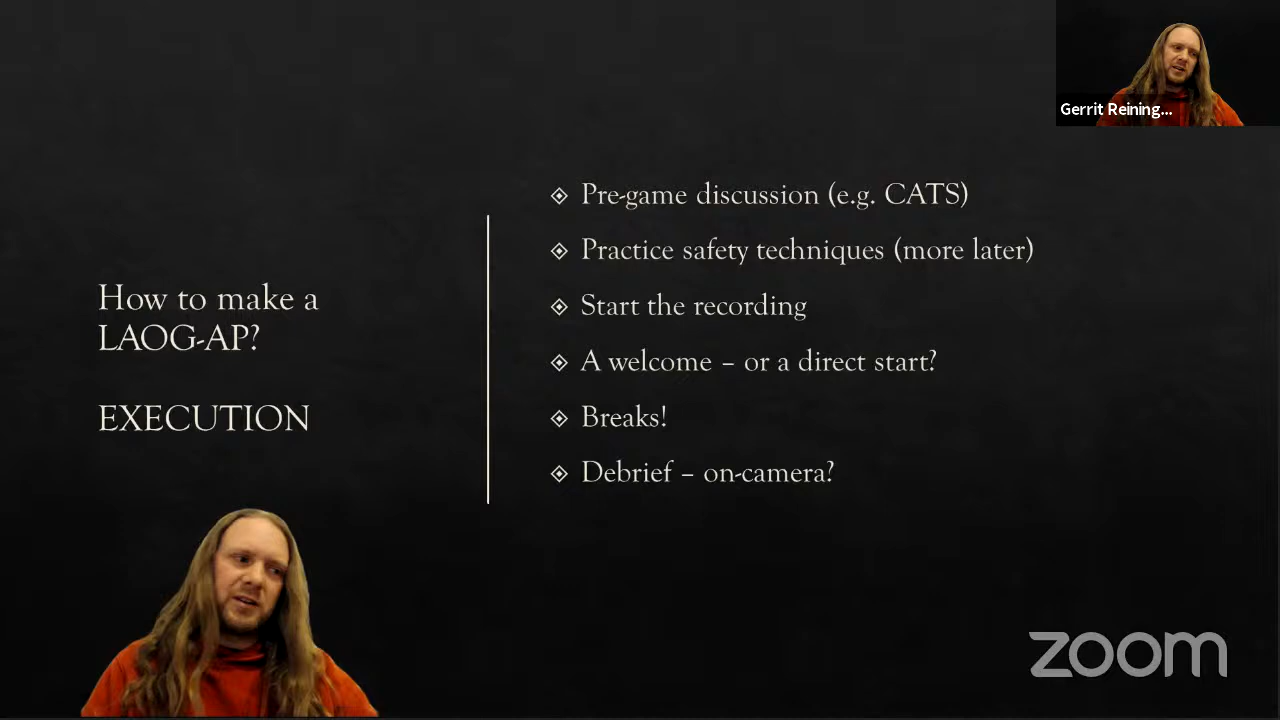 Gerrit Reining...
How to make a
LAOG-AP?
EXECUTION
Pre-game discussion (e.g. CATS)
Practice safety techniques (more later)
Start the recording
A welcome – or a direct start?
Breaks!
Debrief – on-camera?
zoom